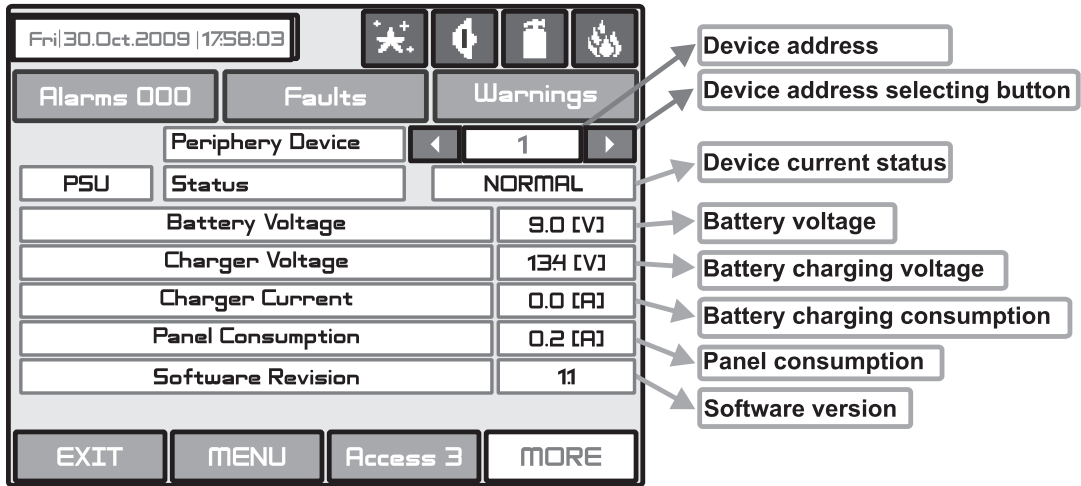 Fri|30.Oct.2009 |17:58:03
Alarms 000 Faults Warnings
Periphery Device 1
PSU Status NORMAL
Battery Voltage 9.0 [V]
Charger Voltage 13.4 [V]
Charger Current 0.0 [A]
Panel Consumption 0.2 [A]
Software Revision 1.1
EXIT MENU Access 3 MORE
Device address
Device address selecting button
Device current status
Battery voltage
Battery charging voltage
Battery charging consumption
Panel consumption
Software version